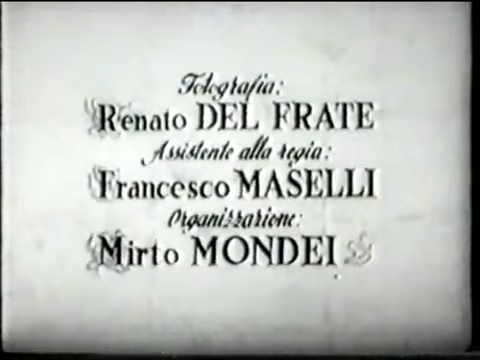 Fotografia:
Renato DEL FRATE
Assistente alla regia:
Francesco MASELLI
Organizzazione:
Mirto MONDEI